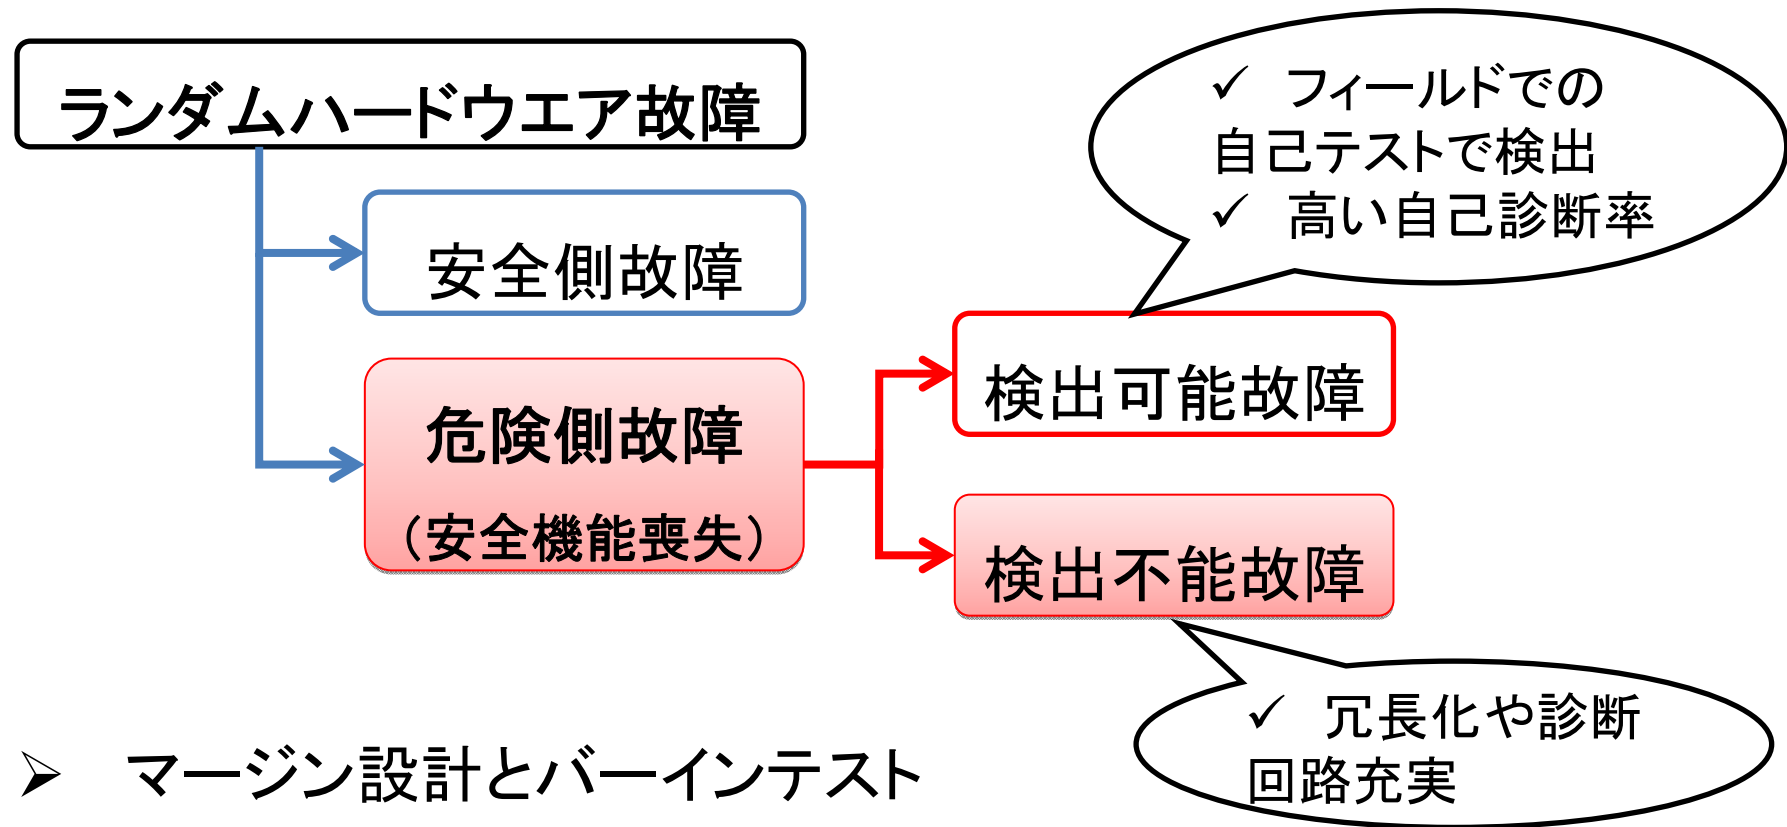 ランダムハードウエア故障
✓ フィールドでの
自己テストで検出
✓ 高い自己診断率
安全側故障
検出可能故障
危険側故障
（安全機能喪失）
検出不能故障
✓ 冗長化や診断
回路充実
➢ マージン設計とバーインテスト